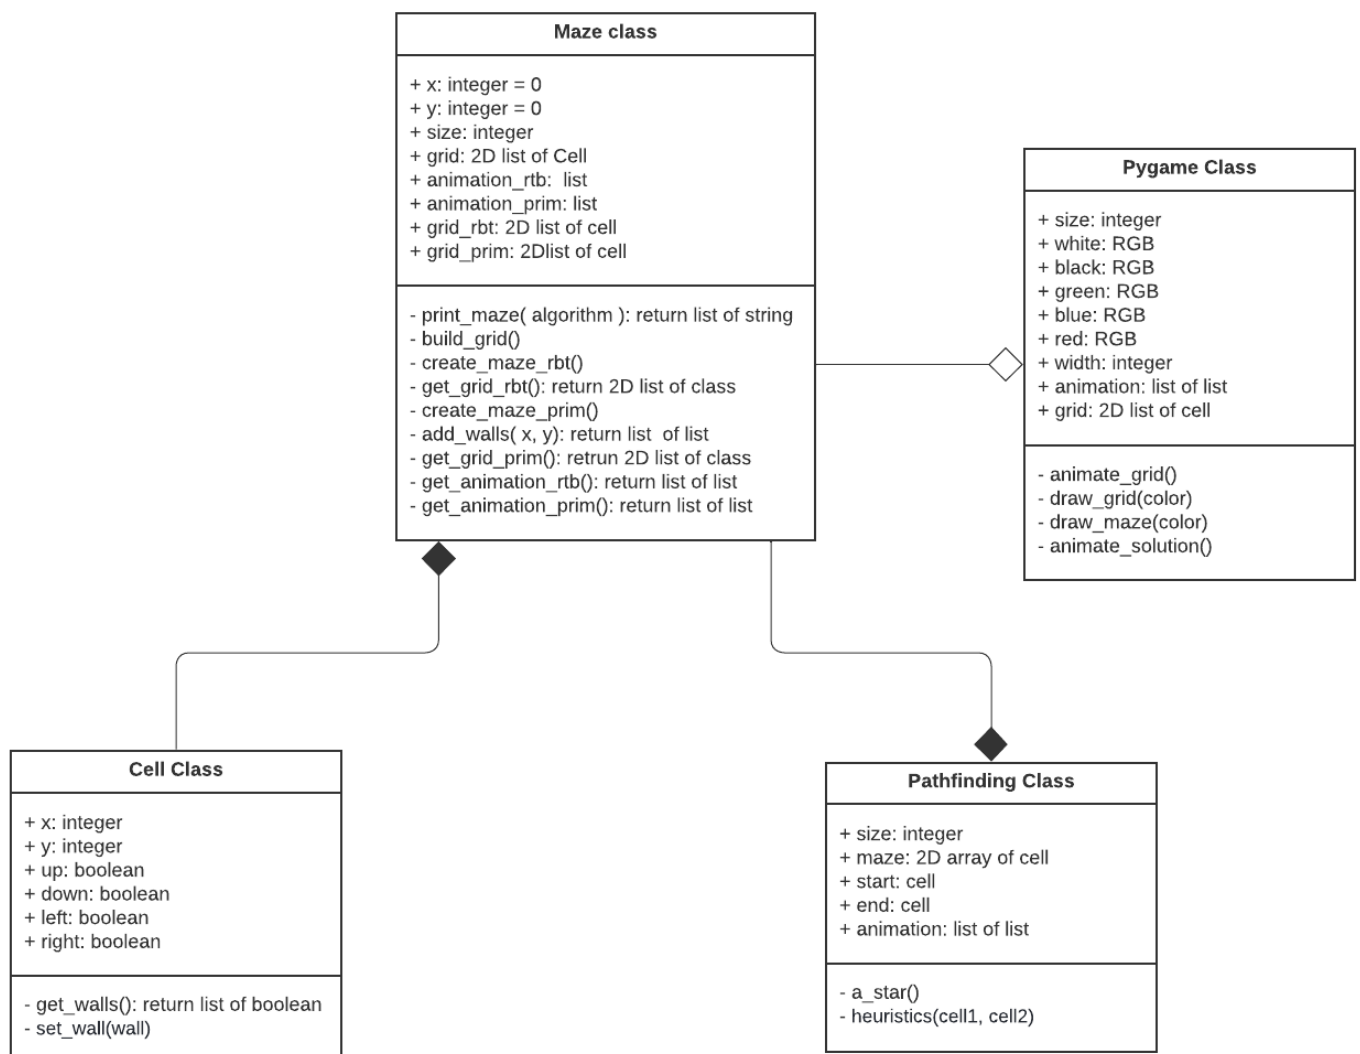 Maze class
+ x: integer = 0
+ y: integer = 0
+ size: integer
+ grid: 2D list of Cell
+ animation_rtb:  list
+ animation_prim: list
+ grid_rbt: 2D list of cell
+ grid_prim: 2Dlist of cell
- print_maze( algorithm ): return list of string
- build_grid()
- create_maze_rbt()
- get_grid_rbt(): return 2D list of class
- create_maze_prim()
- add_walls( x, y): return list  of list
- get_grid_prim(): retrun 2D list of class
- get_animation_rtb(): return list of list
- get_animation_prim(): return list of list
Pygame Class
+ size: integer
+ white: RGB
+ black: RGB
+ green: RGB
+ blue: RGB
+ red: RGB
+ width: integer
+ animation: list of list
+ grid: 2D list of cell
- animate_grid()
- draw_grid(color)
- draw_maze(color)
- animate_solution()
Cell Class
+ x: integer
+ y: integer
+ up: boolean
+ down: boolean
+ left: boolean
+ right: boolean
- get_walls(): return list of boolean
- set_wall(wall)
Pathfinding Class
+ size: integer
+ maze: 2D array of cell
+ start: cell
+ end: cell
+ animation: list of list
- a_star()
- heuristics(cell1, cell2)